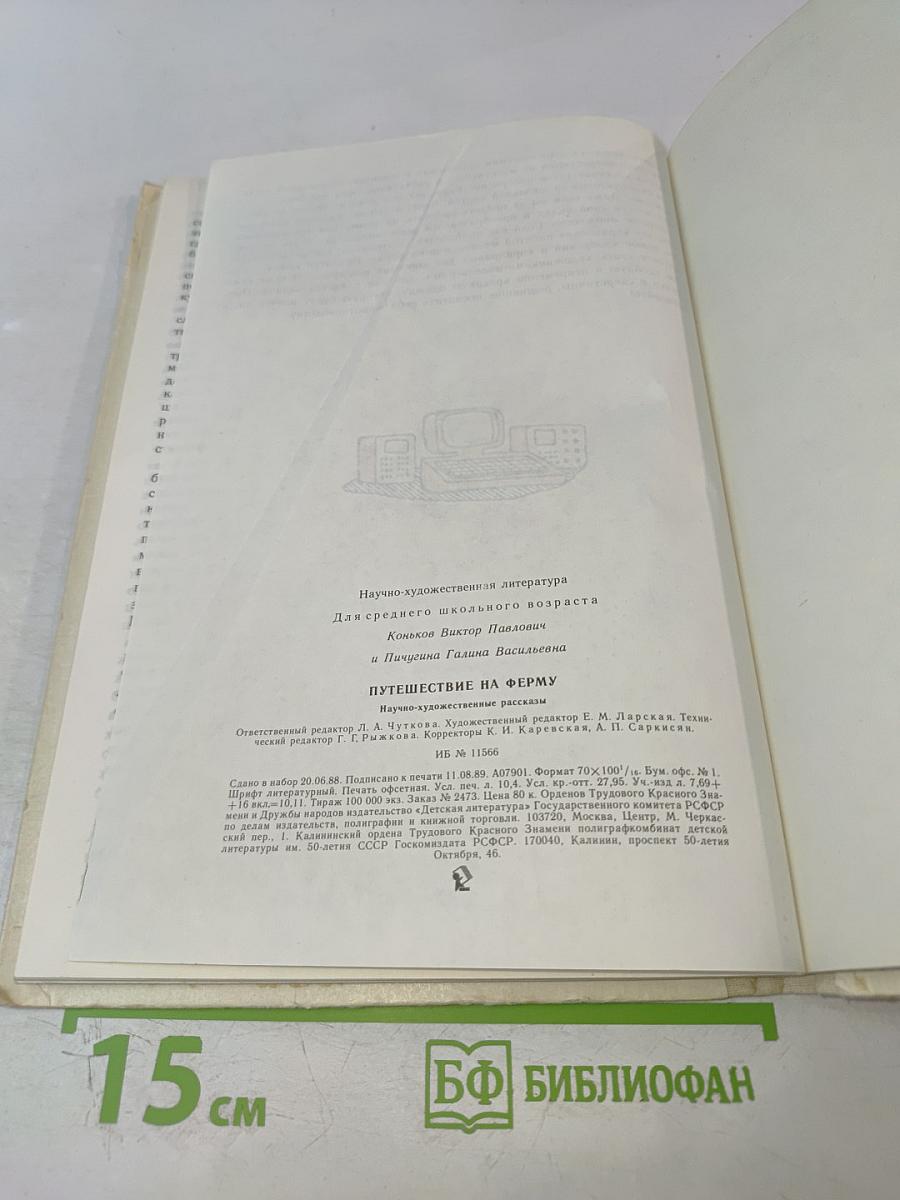 Научно-художественная литература
Для среднего школьного возраста
Коньков Виктор Павлович
и Пичугина Галина Васильевна
ПУТЕШЕСТВИЕ НА ФЕРМУ
Научно-художественные рассказы
Ответственный редактор Л. А. Чуткова. Художественный редактор Е. М. Ларская. Техни-
ческий редактор Г. Г. Рыжкова. Корректоры К. И. Каревская, А. П. Саркисян.
ИБ № 11566
Сдано в набор 20.06.88. Подписано к печати 11.08.89. А07901. Формат 70×100¹/₁₆. Бум. офс. № 1.
Шрифт литературный. Печать офсетная. Усл. печ. л. 10,4. Усл. кр.-отт. 27,95. Уч.-изд л. 7,69+
+16 вкл.=10,11. Тираж 100 000 экз. Заказ № 2473. Цена 80 к. Орденов Трудового Красного Зна-
мени и Дружбы народов издательство «Детская литература» Государственного комитета РСФСР
по делам издательств, полиграфии и книжной торговли. 103720, Москва, Центр, М. Черкас-
ский пер., 1. Калининский ордена Трудового Красного Знамени полиграфкомбинат детской
литературы им. 50-летия СССР Госкомиздата РСФСР. 170040, Калинин, проспект 50-летия
Октября, 46.
15 см
БФ БИБЛИОФАН